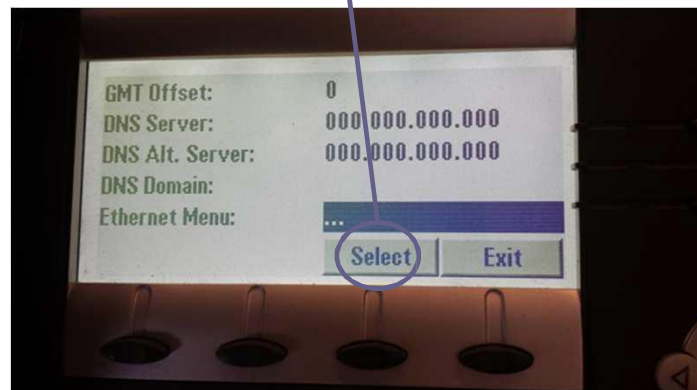 GMT Offset: 0
DNS Server: 000.000.000.000
DNS Alt. Server: 000.000.000.000
DNS Domain:
Ethernet Menu: ...
Select Exit